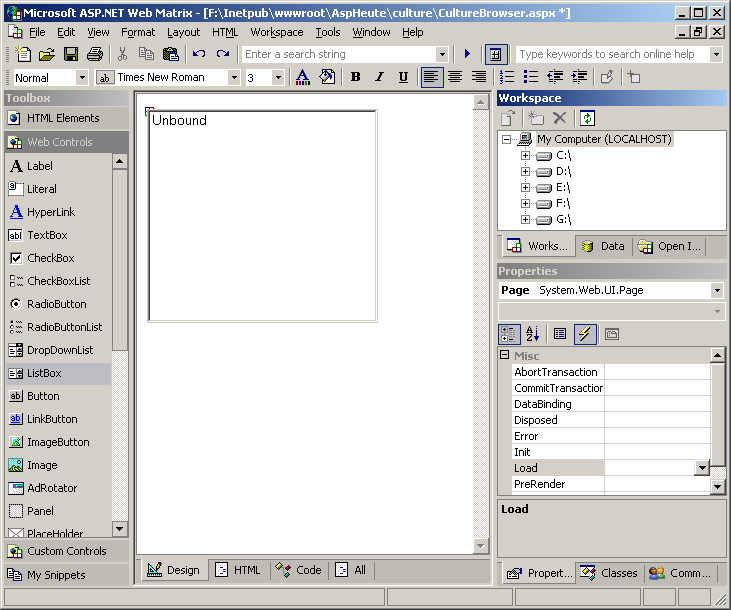 Microsoft ASP.NET Web Matrix - [F:\Inetpub\wwwroot\AspHeute\culture\CultureBrowser.aspx *]
File Edit View Format Layout HTML Workspace Tools Window Help
Enter a search string
Type keywords to search online help
Normal
ab Times New Roman
3
B I U
Toolbox
HTML Elements
Web Controls
A Label
Literal
A HyperLink
abl TextBox
CheckBox
CheckBoxList
RadioButton
RadioButtonList
DropDownList
ListBox
ab Button
ab LinkButton
ImageButton
Image
AdRotator
Panel
PlaceHolder
Custom Controls
My Snippets
Unbound
Design
HTML
Code
All
Workspace
My Computer (LOCALHOST)
C:\
D:\
E:\
F:\
G:\
Works...
Data
Open I...
Properties
Page System.Web.UI.Page
Misc
AbortTransaction
CommitTransaction
DataBinding
Disposed
Error
Init
Load
PreRender
Load
Propert...
Classes
Comm...